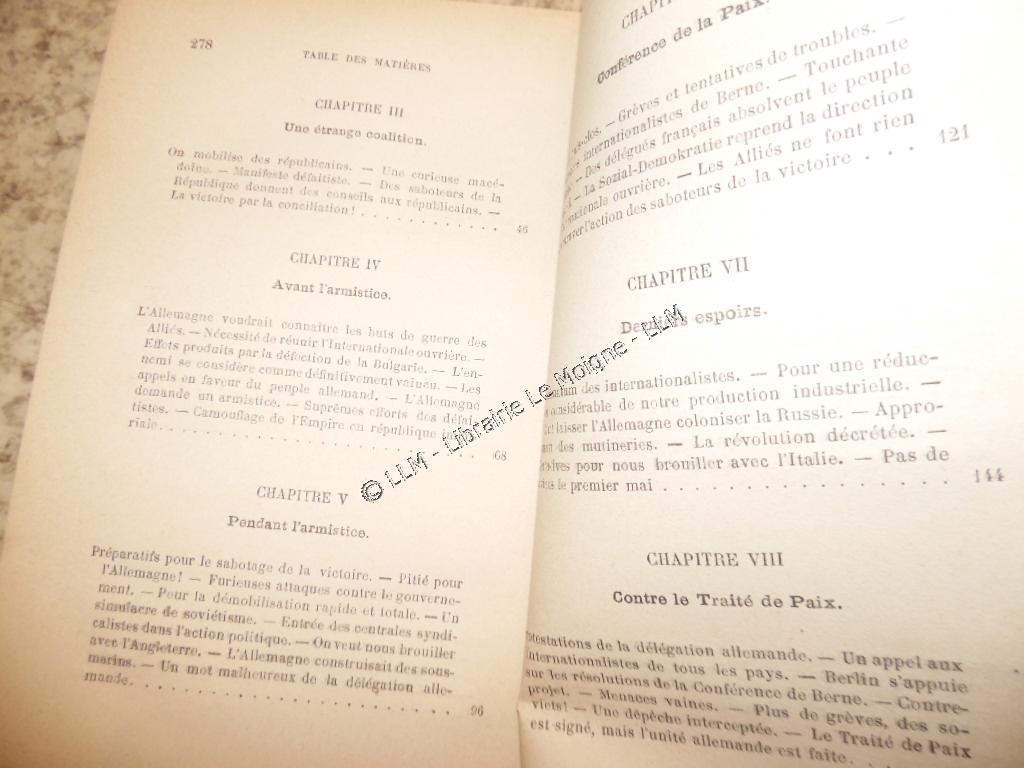 278
TABLE DES MATIÈRES
CHAPITRE III
Une étrange coalition.
On mobilise des républicains. — Une curieuse macé-
doine. — Manifeste défaitiste. — Des saboteurs de la
République donnent des conseils aux républicains. —
La victoire par la conciliation ! . . . . . . . . . . . . 46
CHAPITRE IV
Avant l'armistice.
L'Allemagne voudrait connaître les buts de guerre des
Alliés. — Nécessité de réunir l'Internationale ouvrière. —
Effets produits par la défection de la Bulgarie. — L'en-
nemi se considère comme définitivement vaincu. — Les
appels en faveur du peuple allemand. — L'Allemagne
demande un armistice. — Suprêmes efforts des défai-
tistes. — Camouflage de l'Empire en république
riale. . . . . . . . . . . . . . . . . . . . 68
CHAPITRE V
Pendant l'armistice.
Préparatifs pour le sabotage de la victoire. — Pitié pour
l'Allemagne ! — Furieuses attaques contre le gouverne-
ment. — Pour la démobilisation rapide et totale. — Un
simulacre de soviétisme. — Entrée des centrales syndi-
calistes dans l'action politique. — On veut nous brouiller
avec l'Angleterre. — L'Allemagne construisait des sous-
marins. — Un mot malheureux de la délégation alle-
mande. . . . . . . . . . . . . . . . . . . . 96
Conférence de la Paix.
Grèves et tentatives de troubles. —
internationalistes de Berne. — Touchante
— Des délégués français absolvent le peuple
— La Sozial-Demokratie reprend la direction
ouvrière. — Les Alliés ne font rien
l'action des saboteurs de la victoire . . . 121
CHAPITRE VII
Derniers espoirs.
des internationalistes. — Pour une réduc-
considérable de notre production industrielle. —
laisser l'Allemagne coloniser la Russie. — Appro-
des mutineries. — La révolution décrétée. —
pour nous brouiller avec l'Italie. — Pas de
le premier mai . . . . . . . . . . . . . . . 144
CHAPITRE VIII
Contre le Traité de Paix.
de la délégation allemande. — Un appel aux
internationalistes de tous les pays. — Berlin s'appuie
sur les résolutions de la Conférence de Berne. — Contre-
projet. — Menaces vaines. — Plus de grèves, des so-
viets ! — Une dépêche interceptée. — Le Traité de Paix
est signé, mais l'unité allemande est faite.
© LLM - Librairie Le Moigne - LLM